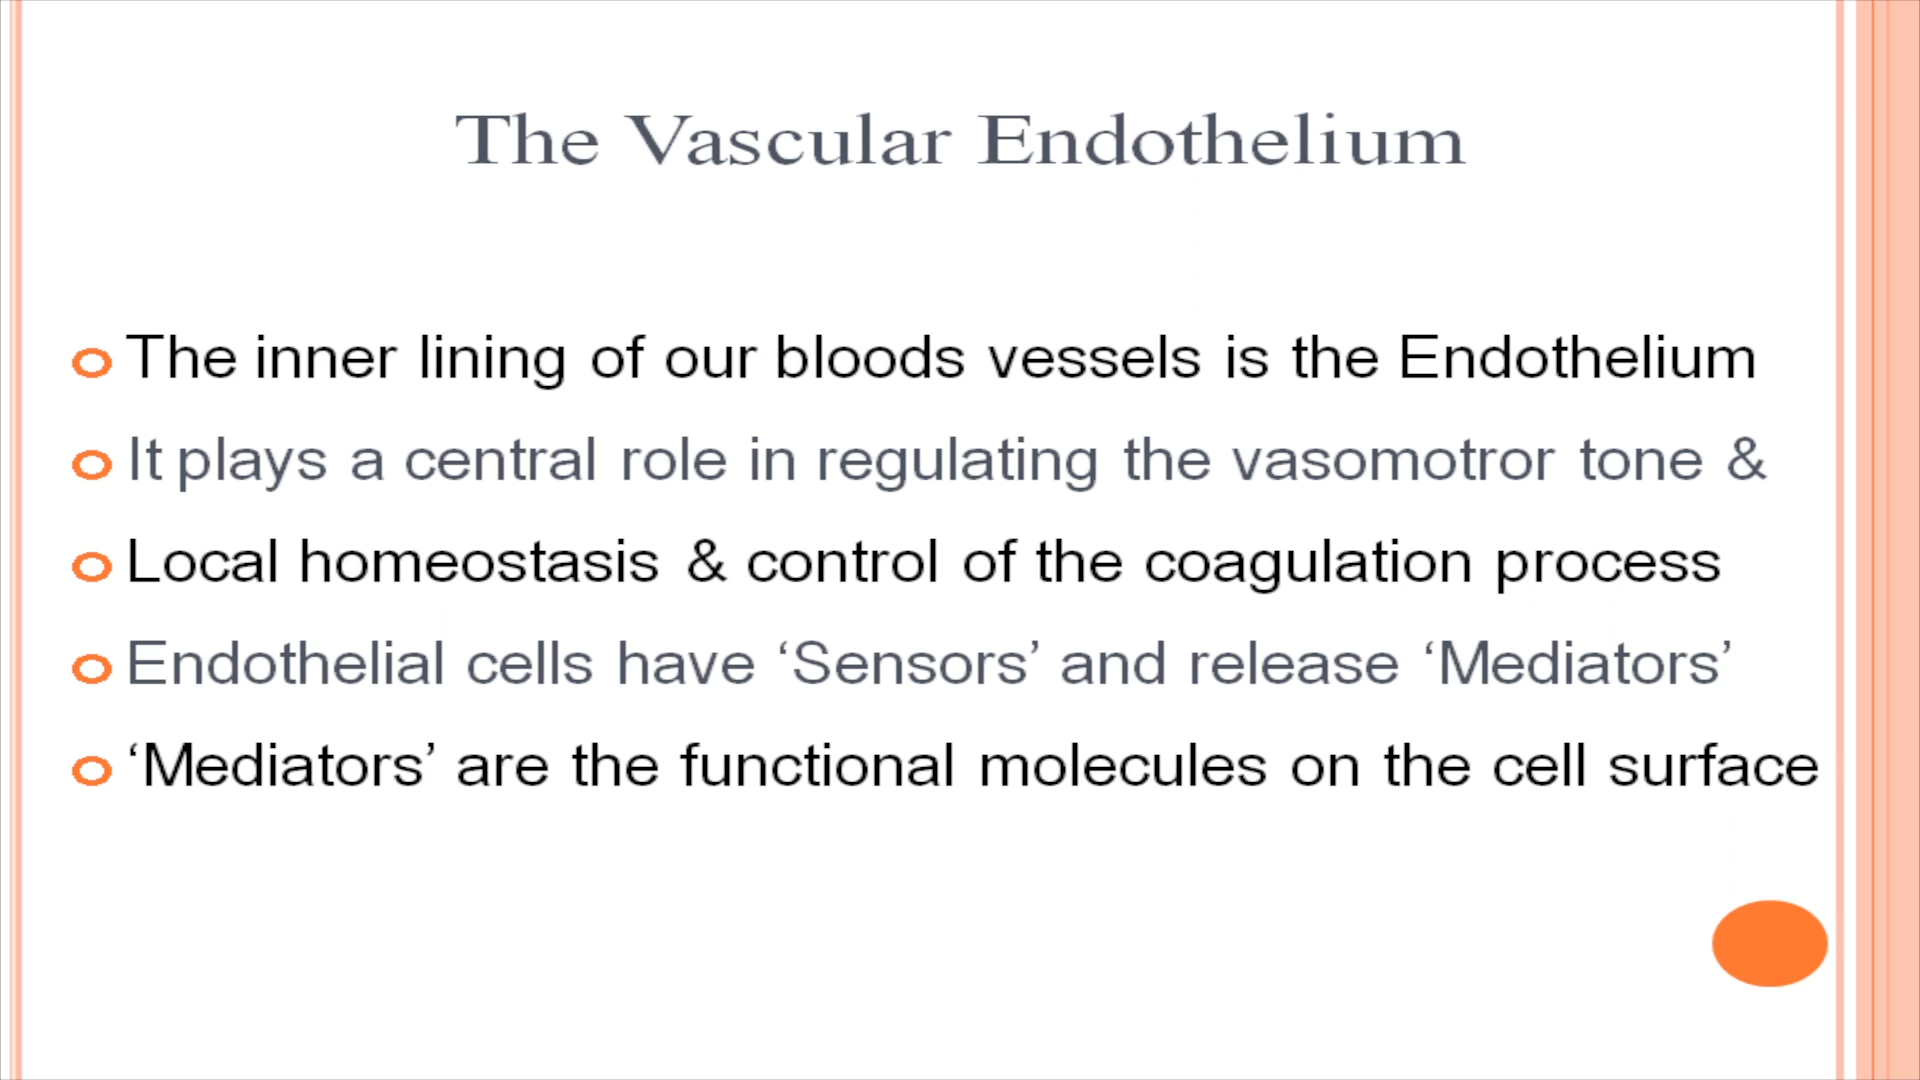 The Vascular Endothelium
The inner lining of our bloods vessels is the Endothelium
It plays a central role in regulating the vasomotror tone &
Local homeostasis & control of the coagulation process
Endothelial cells have ‘Sensors’ and release ‘Mediators’
‘Mediators’ are the functional molecules on the cell surface